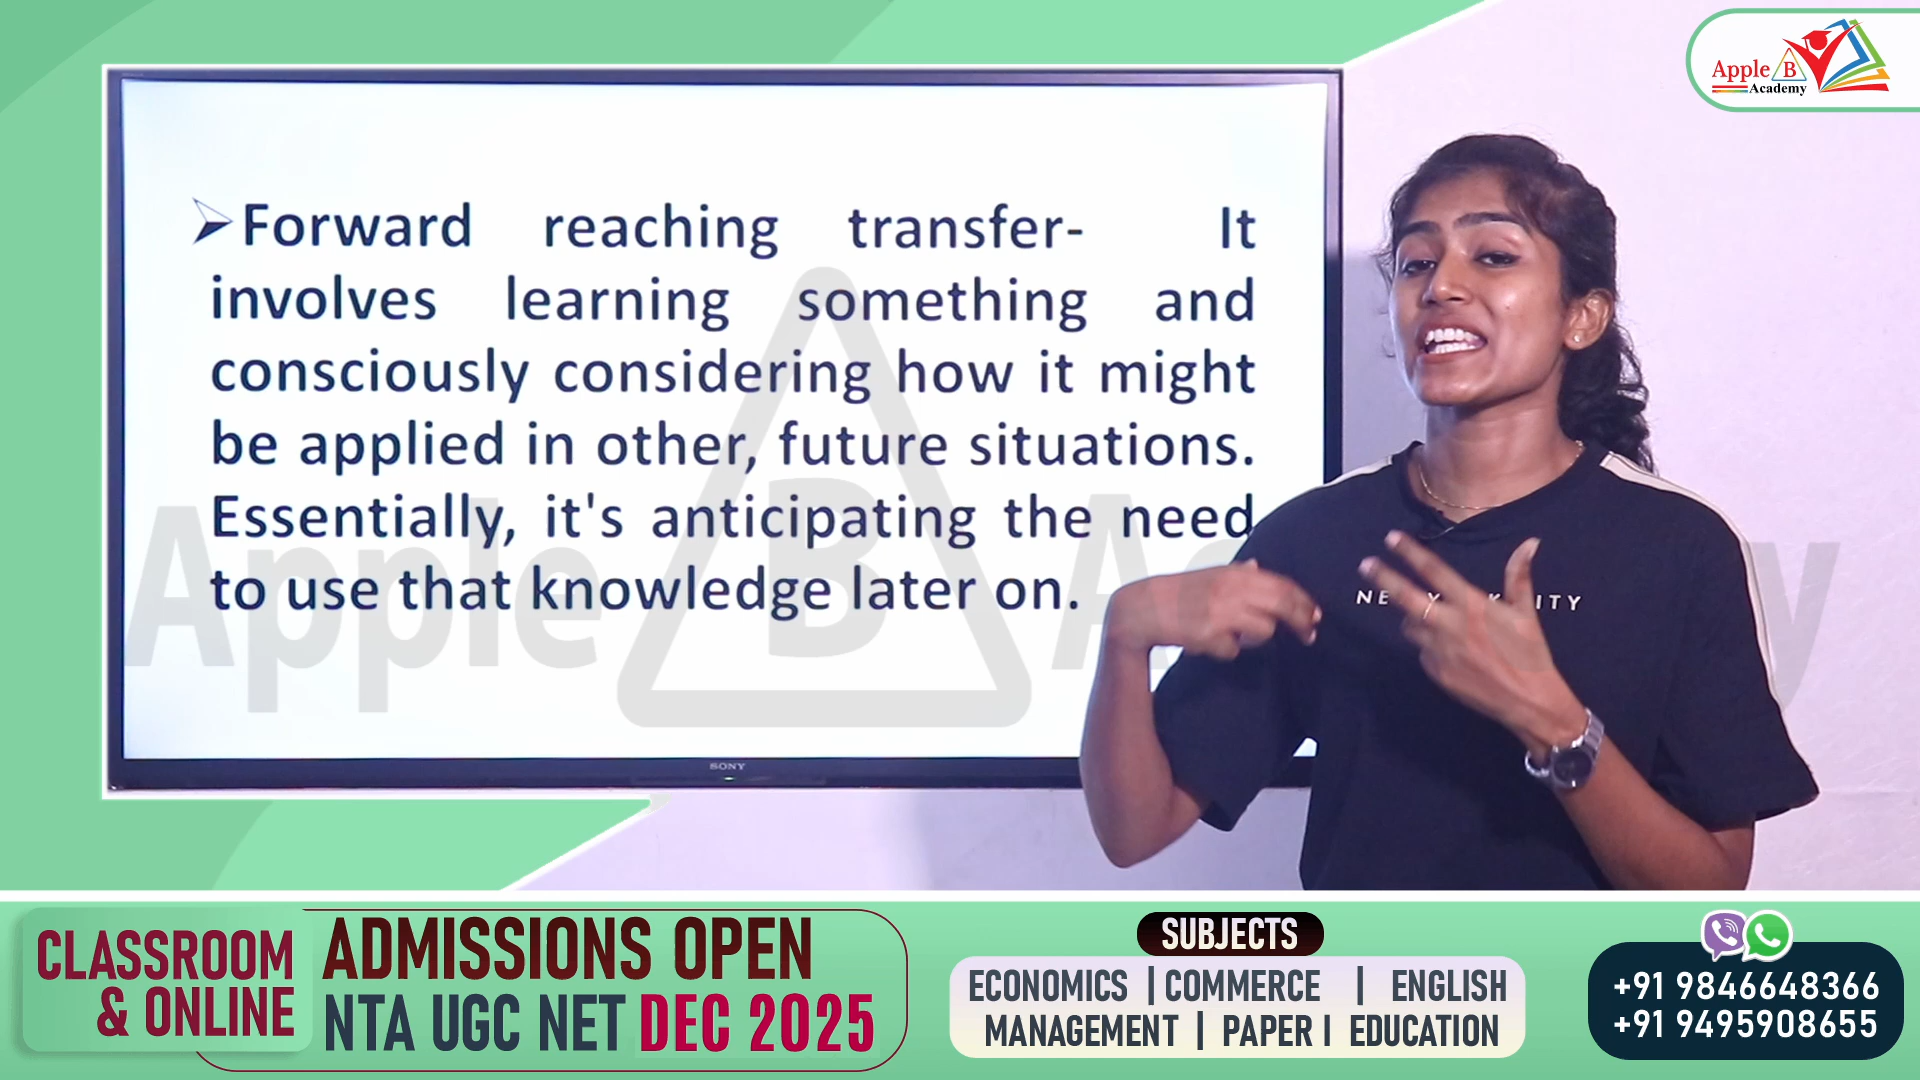 Apple B
Academy
➢Forward reaching transfer- It
involves learning something and
consciously considering how it might
be applied in other, future situations.
Essentially, it's anticipating the need
to use that knowledge later on.
Apple B
SONY
CLASSROOM
& ONLINE
ADMISSIONS OPEN
NTA UGC NET DEC 2025
SUBJECTS
ECONOMICS | COMMERCE | ENGLISH
MANAGEMENT | PAPER I EDUCATION
+91 9846648366
+91 9495908655